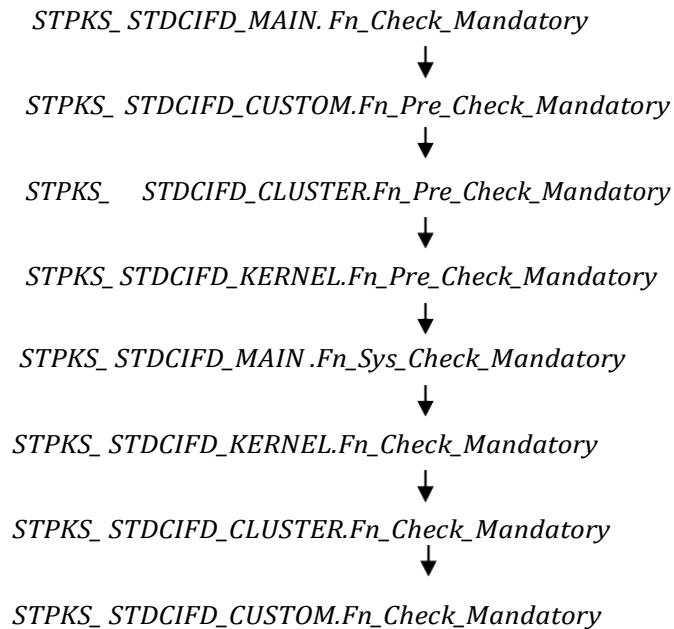 STPKS_ STDCIFD_MAIN. Fn_Check_Mandatory
STPKS_ STDCIFD_CUSTOM.Fn_Pre_Check_Mandatory
STPKS_ STDCIFD_CLUSTER.Fn_Pre_Check_Mandatory
STPKS_ STDCIFD_KERNEL.Fn_Pre_Check_Mandatory
STPKS_ STDCIFD_MAIN .Fn_Sys_Check_Mandatory
STPKS_ STDCIFD_KERNEL.Fn_Check_Mandatory
STPKS_ STDCIFD_CLUSTER.Fn_Check_Mandatory
STPKS_ STDCIFD_CUSTOM.Fn_Check_Mandatory